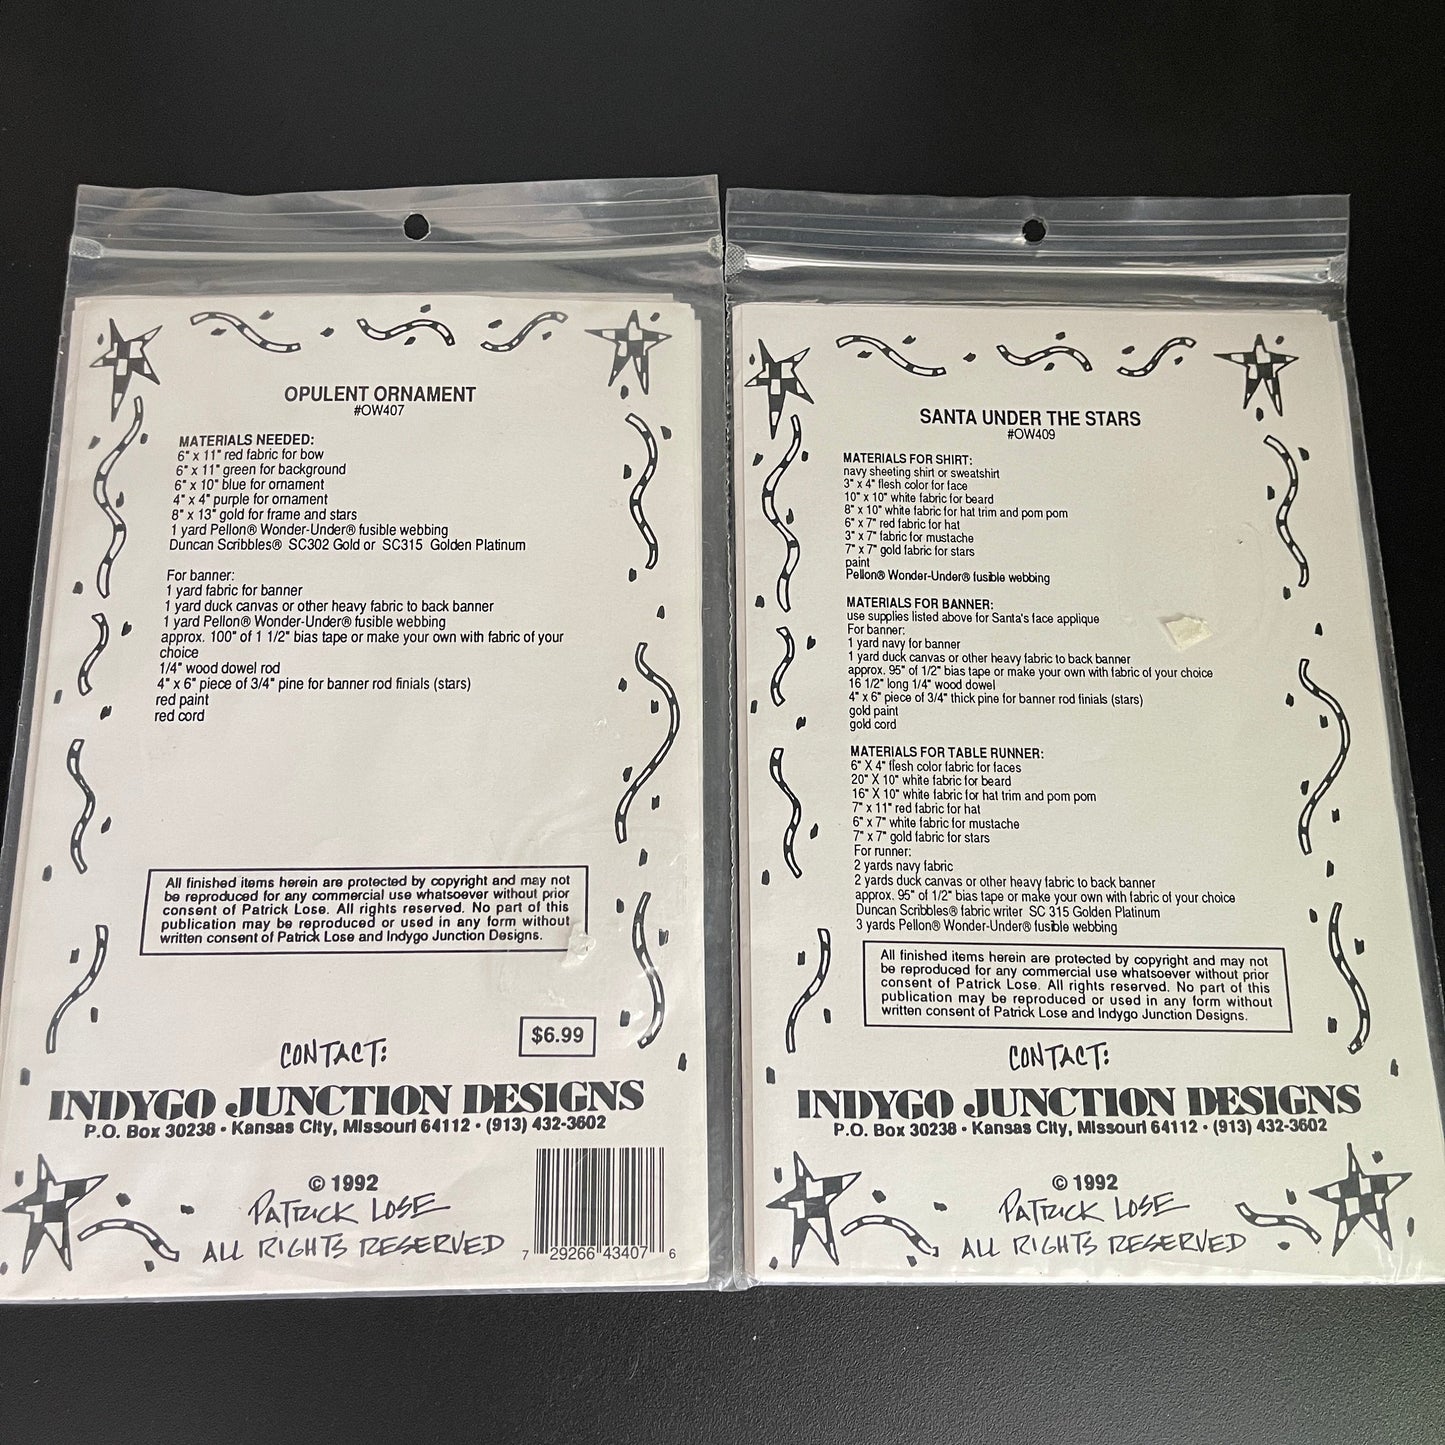 OPULENT ORNAMENT
#OW407
MATERIALS NEEDED:
6" x 11" red fabric for bow
6" x 11" green for background
6" x 10" blue for ornament
4" x 4" purple for ornament
8" x 13" gold for frame and stars
1 yard Pellon® Wonder-Under® fusible webbing
Duncan Scribbles® SC302 Gold or SC315 Golden Platinum
For banner:
1 yard fabric for banner
1 yard duck canvas or other heavy fabric to back banner
1 yard Pellon® Wonder-Under® fusible webbing
approx. 100" of 1 1/2" bias tape or make your own with fabric of your
choice
1/4" wood dowel rod
4" x 6" piece of 3/4" pine for banner rod finials (stars)
red paint
red cord
All finished items herein are protected by copyright and may not
be reproduced for any commercial use whatsoever without prior
consent of Patrick Lose. All rights reserved. No part of this
publication may be reproduced or used in any form without
written consent of Patrick Lose and Indygo Junction Designs.
$6.99
CONTACT:
INDYGO JUNCTION DESIGNS
P.O. Box 30238 • Kansas City, Missouri 64112 • (913) 432-3602
© 1992
PATRICK LOSE
ALL RIGHTS RESERVED
7 29266 43407 6
SANTA UNDER THE STARS
#OW409
MATERIALS FOR SHIRT:
navy sheeting shirt or sweatshirt
3" x 4" flesh color for face
10" x 10" white fabric for beard
8" x 10" white fabric for hat trim and pom pom
6" x 7" red fabric for hat
3" x 7" fabric for mustache
7" x 7" gold fabric for stars
paint
Pellon® Wonder-Under® fusible webbing
MATERIALS FOR BANNER:
use supplies listed above for Santa's face applique
For banner:
1 yard navy for banner
1 yard duck canvas or other heavy fabric to back banner
approx. 95" of 1/2" bias tape or make your own with fabric of your choice
16 1/2" long 1/4" wood dowel
4" x 6" piece of 3/4" thick pine for banner rod finials (stars)
gold paint
gold cord
MATERIALS FOR TABLE RUNNER:
6" X 4" flesh color fabric for faces
20" X 10" white fabric for beard
16" X 10" white fabric for hat trim and pom pom
7" x 11" red fabric for hat
6" x 7" white fabric for mustache
7" x 7" gold fabric for stars
For runner:
2 yards navy fabric
2 yards duck canvas or other heavy fabric to back banner
approx. 95" of 1/2" bias tape or make your own with fabric of your choice
Duncan Scribbles® fabric writer SC 315 Golden Platinum
3 yards Pellon® Wonder-Under® fusible webbing
All finished items herein are protected by copyright and may not
be reproduced for any commercial use whatsoever without prior
consent of Patrick Lose. All rights reserved. No part of this
publication may be reproduced or used in any form without
written consent of Patrick Lose and Indygo Junction Designs.
CONTACT:
INDYGO JUNCTION DESIGNS
P.O. Box 30238 • Kansas City, Missouri 64112 • (913) 432-3602
© 1992
PATRICK LOSE
ALL RIGHTS RESERVED